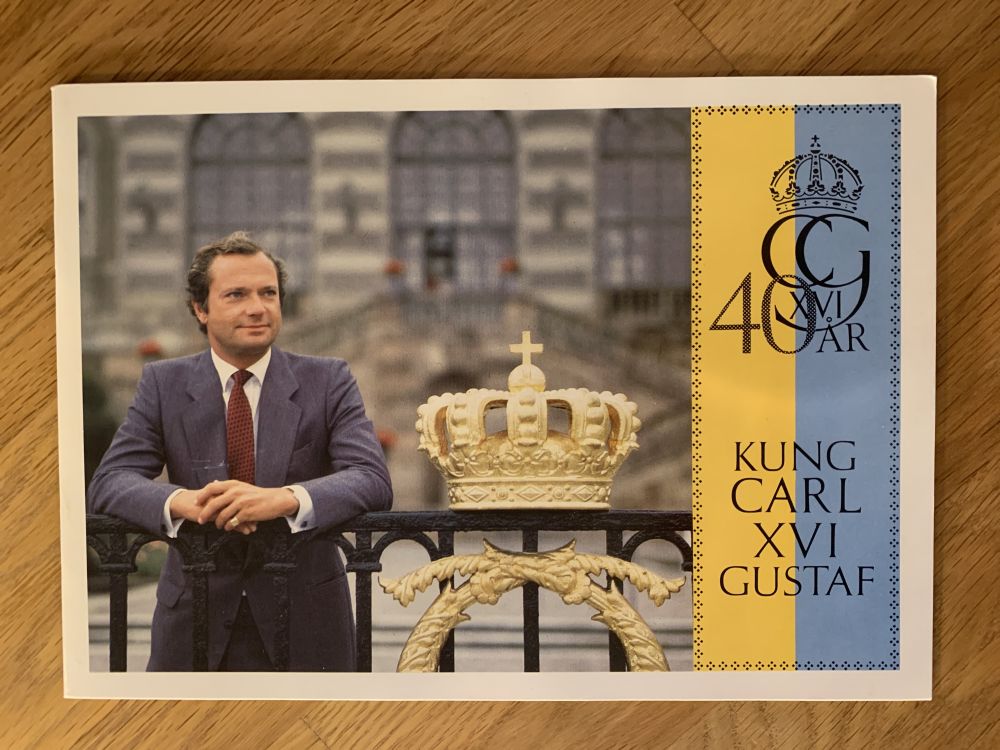 CG
XVI
40 ÅR
KUNG
CARL
XVI
GUSTAF